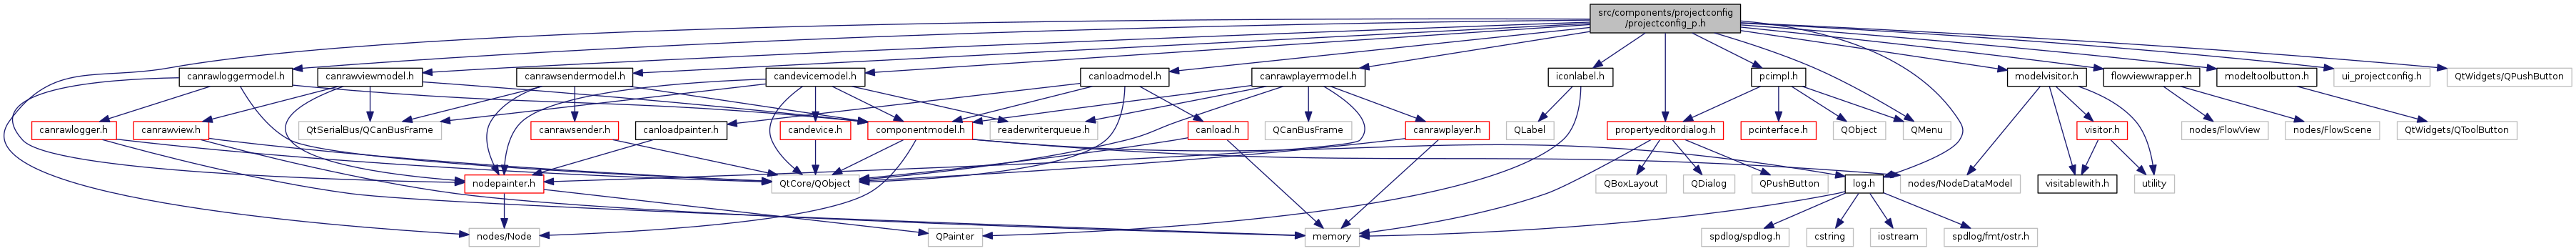 src/components/projectconfig
/projectconfig_p.h
canrawloggermodel.h
canrawviewmodel.h
canrawsendermodel.h
candevicemodel.h
canloadmodel.h
canrawplayermodel.h
iconlabel.h
pcimpl.h
modelvisitor.h
flowviewwrapper.h
modeltoolbutton.h
ui_projectconfig.h
QtWidgets/QPushButton
canrawlogger.h
canrawview.h
QtSerialBus/QCanBusFrame
canrawsender.h
canloadpainter.h
candevice.h
componentmodel.h
readerwriterqueue.h
canload.h
QCanBusFrame
canrawplayer.h
QLabel
propertyeditordialog.h
pcinterface.h
QObject
QMenu
visitor.h
nodes/FlowView
nodes/FlowScene
QtWidgets/QToolButton
nodepainter.h
QtCore/QObject
QBoxLayout
QDialog
QPushButton
log.h
nodes/NodeDataModel
visitablewith.h
utility
nodes/Node
QPainter
memory
spdlog/spdlog.h
cstring
iostream
spdlog/fmt/ostr.h